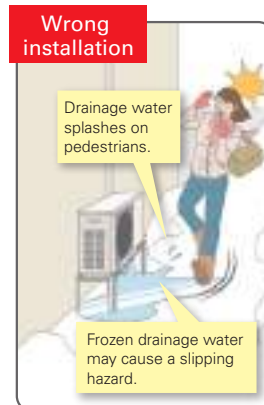 Wrong
installation
Drainage water
splashes on
pedestrians.
Frozen drainage water
may cause a slipping
hazard.